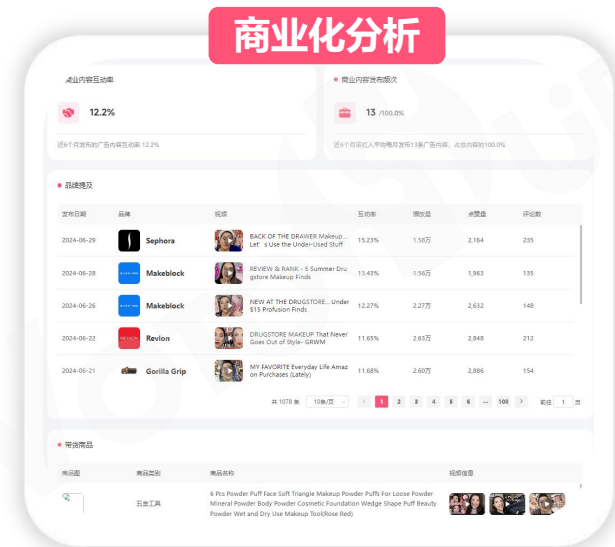 商业化分析
商业内容互动率
商业内容发布频次
12.2%
13 /100.0%
近6个月发布的广告内容互动率 12.2%
近6个月该红人平均每月发布13条广告内容，占总内容的100.0%
品牌提及
发布日期 品牌 视频 互动率 播放量 点赞量 评论数
2024-06-29 Sephora BACK OF THE DRAWER Makeup... 15.23% 1.58万 2,164 235
Let's Use the Under-Used Stuff
2024-06-28 Makeblock REVIEW & RANK - 5 Summer Dru 13.43% 1.56万 1,963 135
gstore Makeup Finds
2024-06-26 Makeblock NEW AT THE DRUGSTORE... Under 12.27% 2.27万 2,632 148
$15 Profusion Finds
2024-06-22 Revlon DRUGSTORE MAKEUP That Never 11.65% 2.63万 2,848 212
Goes Out of Style- GRWM
2024-06-21 Gorilla Grip MY FAVORITE Everyday Life Amaz 11.68% 2.60万 2,886 154
on Purchases (Lately)
共 1078 条 10条/页 < 1 2 3 4 5 6 ... 108 > 前往 1 页
带货商品
商品图 商品类别 商品名称 视频信息
五金工具
6 Pcs Powder Puff Face Soft Triangle Makeup Powder Puffs For Loose Powder
Mineral Powder Body Powder Cosmetic Foundation Wedge Shape Puff Beauty
Powder Wet and Dry Use Makeup Tool(Rose Red)